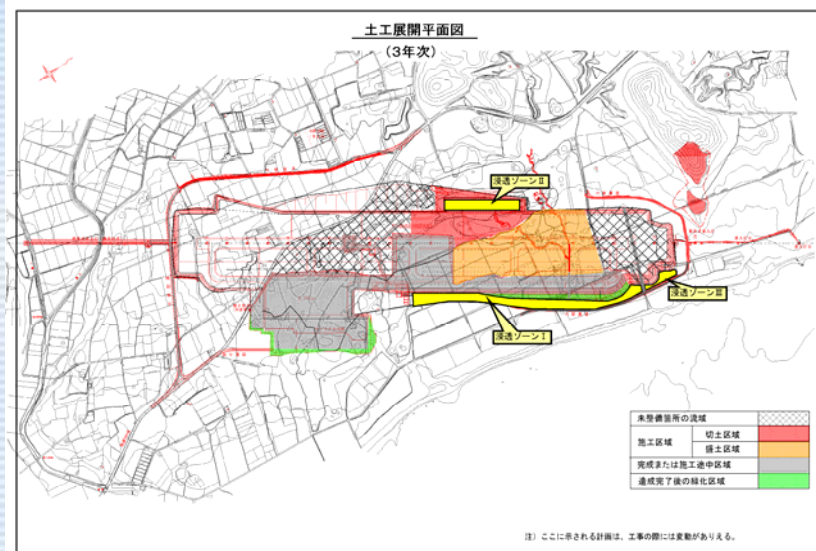 土工展開平面図
(3年次)
浸透ゾーンⅡ
浸透ゾーンⅢ
浸透ゾーンⅠ
未整備箇所の流域
施工区域
切土区域
盛土区域
完成または施工途中区域
造成完了後の緑化区域
注) ここに示される計画は、工事の際には変動がありえる。